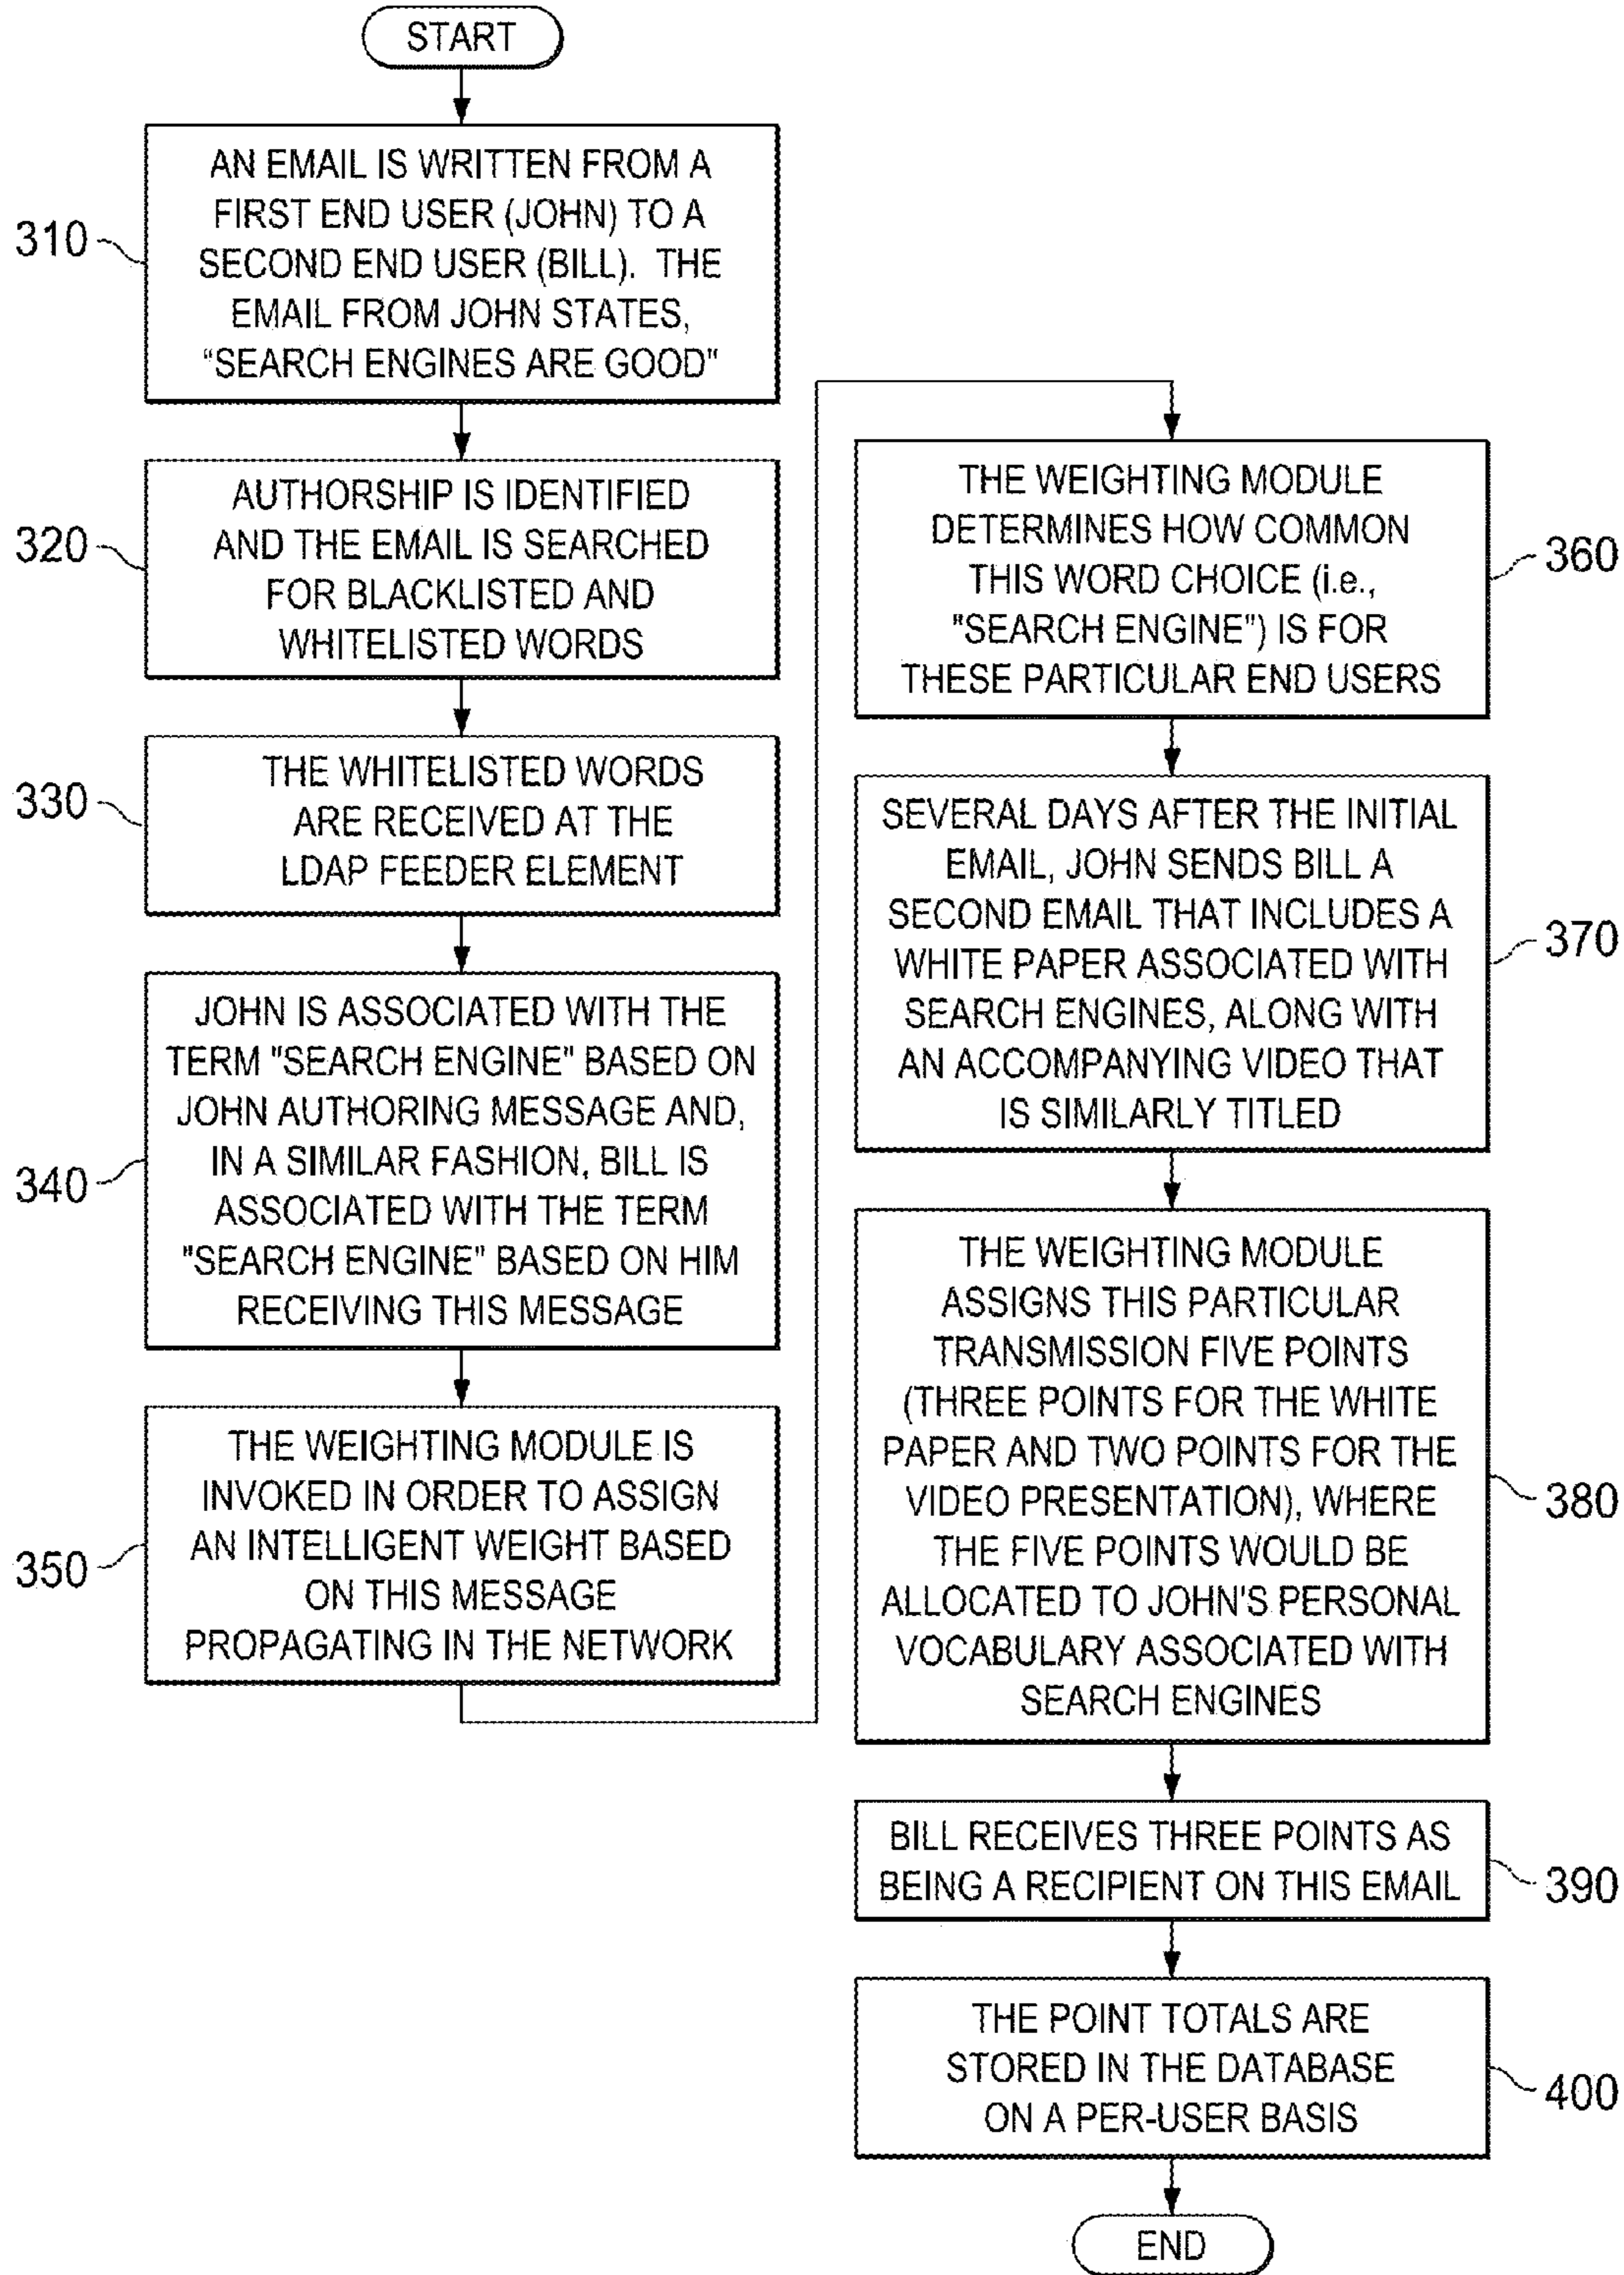 START
310
AN EMAIL IS WRITTEN FROM A
FIRST END USER (JOHN) TO A
SECOND END USER (BILL). THE
EMAIL FROM JOHN STATES,
“SEARCH ENGINES ARE GOOD"
320
AUTHORSHIP IS IDENTIFIED
AND THE EMAIL IS SEARCHED
FOR BLACKLISTED AND
WHITELISTED WORDS
330
THE WHITELISTED WORDS
ARE RECEIVED AT THE
LDAP FEEDER ELEMENT
340
JOHN IS ASSOCIATED WITH THE
TERM "SEARCH ENGINE" BASED ON
JOHN AUTHORING MESSAGE AND,
IN A SIMILAR FASHION, BILL IS
ASSOCIATED WITH THE TERM
"SEARCH ENGINE" BASED ON HIM
RECEIVING THIS MESSAGE
350
THE WEIGHTING MODULE IS
INVOKED IN ORDER TO ASSIGN
AN INTELLIGENT WEIGHT BASED
ON THIS MESSAGE
PROPAGATING IN THE NETWORK
360
THE WEIGHTING MODULE
DETERMINES HOW COMMON
THIS WORD CHOICE (i.e.,
"SEARCH ENGINE") IS FOR
THESE PARTICULAR END USERS
370
SEVERAL DAYS AFTER THE INITIAL
EMAIL, JOHN SENDS BILL A
SECOND EMAIL THAT INCLUDES A
WHITE PAPER ASSOCIATED WITH
SEARCH ENGINES, ALONG WITH
AN ACCOMPANYING VIDEO THAT
IS SIMILARLY TITLED
380
THE WEIGHTING MODULE
ASSIGNS THIS PARTICULAR
TRANSMISSION FIVE POINTS
(THREE POINTS FOR THE WHITE
PAPER AND TWO POINTS FOR THE
VIDEO PRESENTATION), WHERE
THE FIVE POINTS WOULD BE
ALLOCATED TO JOHN'S PERSONAL
VOCABULARY ASSOCIATED WITH
SEARCH ENGINES
390
BILL RECEIVES THREE POINTS AS
BEING A RECIPIENT ON THIS EMAIL
400
THE POINT TOTALS ARE
STORED IN THE DATABASE
ON A PER-USER BASIS
END